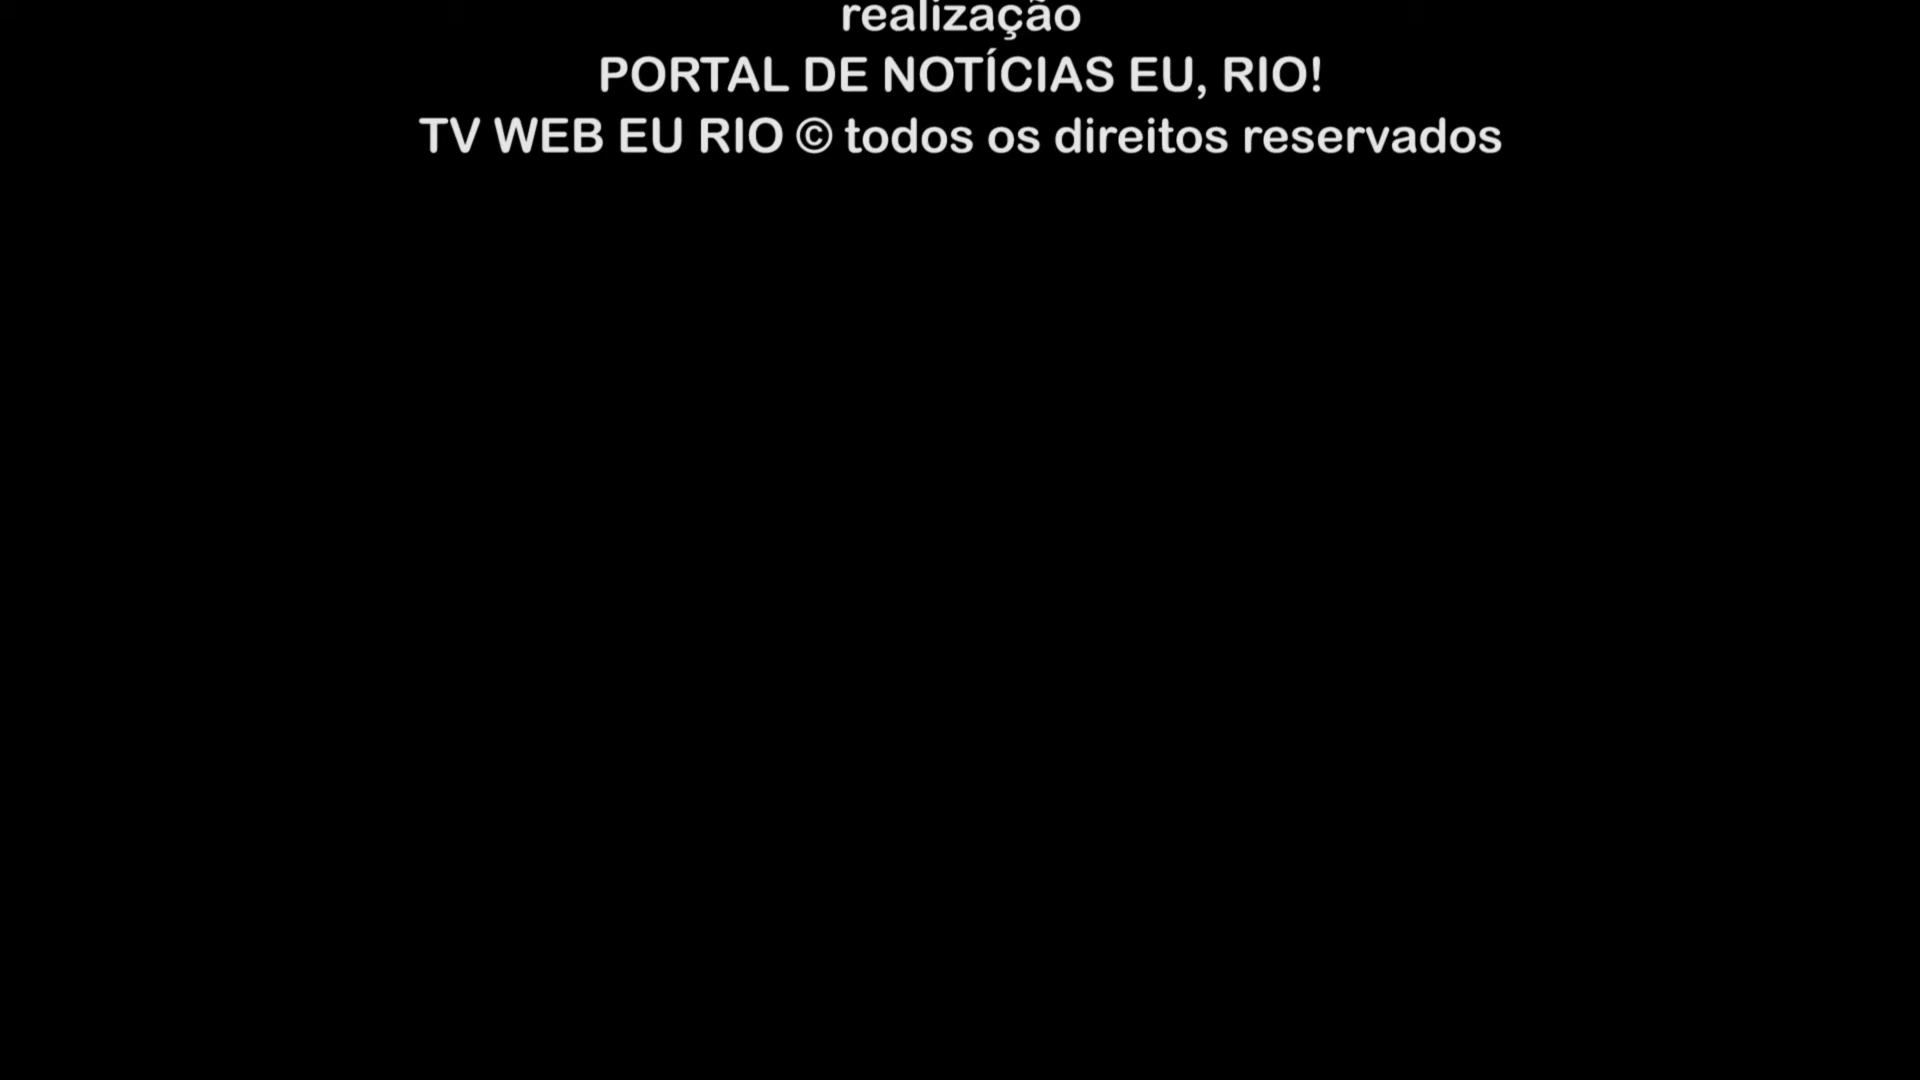 realização
PORTAL DE NOTÍCIAS EU, RIO!
TV WEB EU RIO © todos os direitos reservados